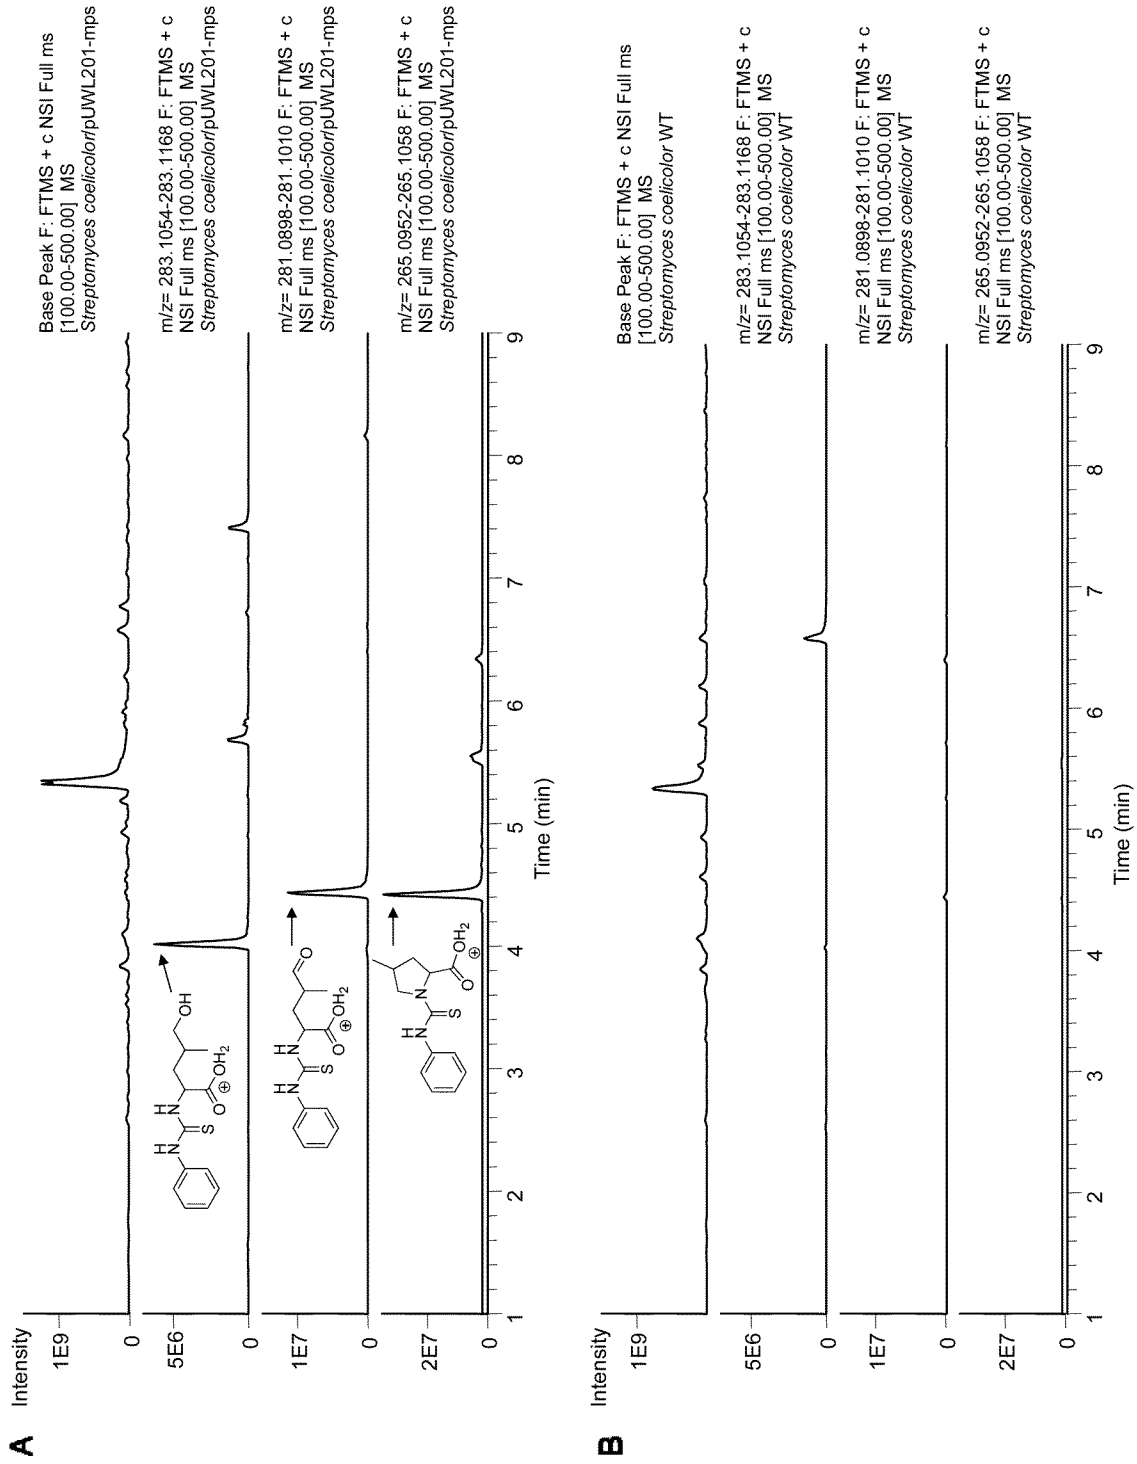 A
Intensity
1E9
0
Base Peak F: FTMS + c NSI Full ms
[100.00-500.00] MS
Streptomyces coelicolor/pUWL201-mps
5E6
0
m/z= 283.1054-283.1168 F: FTMS + c
NSI Full ms [100.00-500.00] MS
Streptomyces coelicolor/pUWL201-mps
H
N
H
N
S
O
OH2
⊕
OH
1E7
0
m/z= 281.0898-281.1010 F: FTMS + c
NSI Full ms [100.00-500.00] MS
Streptomyces coelicolor/pUWL201-mps
H
N
H
N
S
O
OH2
⊕
O
2E7
0
m/z= 265.0952-265.1058 F: FTMS + c
NSI Full ms [100.00-500.00] MS
Streptomyces coelicolor/pUWL201-mps
H
N
N
S
O
OH2
⊕
1 2 3 4 5 6 7 8 9
Time (min)
B
Intensity
1E9
Base Peak F: FTMS + c NSI Full ms
[100.00-500.00] MS
Streptomyces coelicolor WT
5E6
0
m/z= 283.1054-283.1168 F: FTMS + c
NSI Full ms [100.00-500.00] MS
Streptomyces coelicolor WT
1E7
0
m/z= 281.0898-281.1010 F: FTMS + c
NSI Full ms [100.00-500.00] MS
Streptomyces coelicolor WT
2E7
0
m/z= 265.0952-265.1058 F: FTMS + c
NSI Full ms [100.00-500.00] MS
Streptomyces coelicolor WT
1 2 3 4 5 6 7 8 9
Time (min)